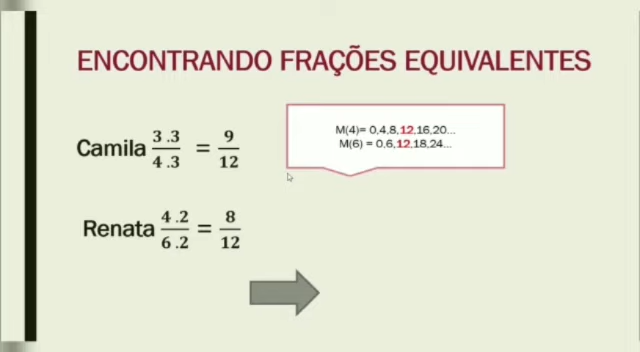 ENCONTRANDO FRAÇÕES EQUIVALENTES
M(4)= 0,4,8,12,16,20...
M(6) = 0,6,12,18,24...
Camila 3 .3 / 4 .3 = 9 / 12
Renata 4 .2 / 6 .2 = 8 / 12